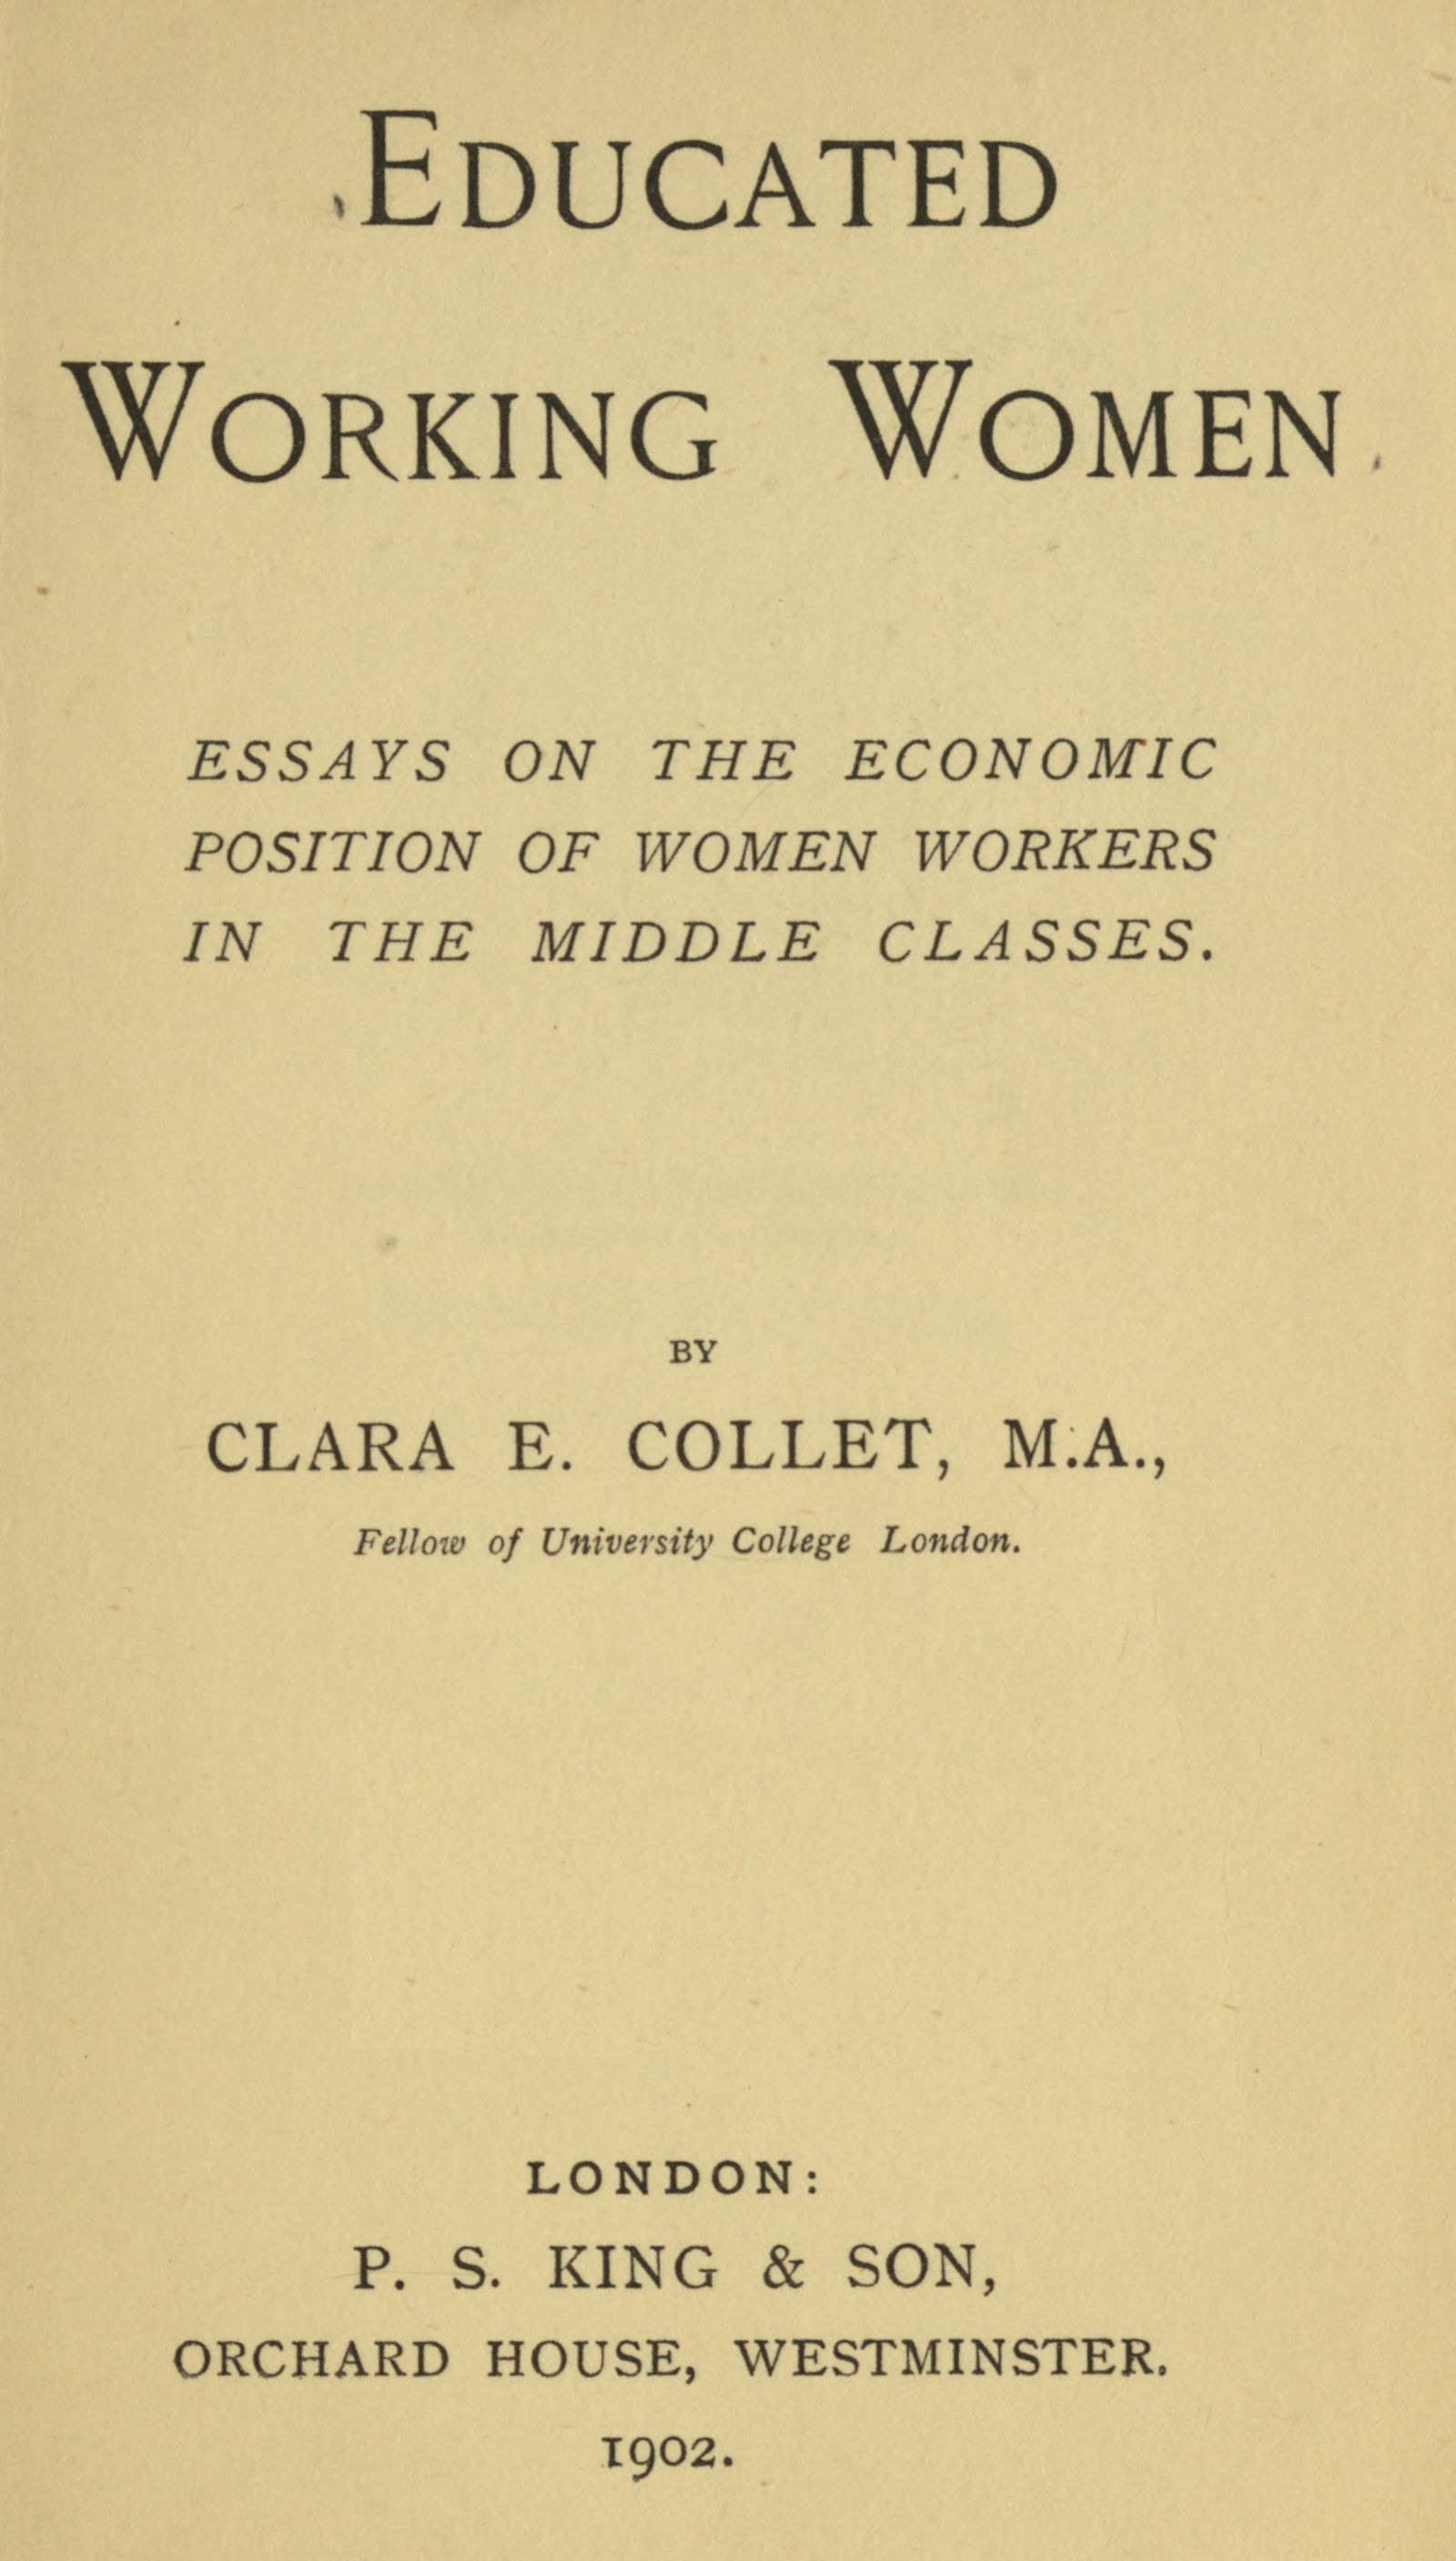 EDUCATED
WORKING WOMEN
ESSAYS ON THE ECONOMIC
POSITION OF WOMEN WORKERS
IN THE MIDDLE CLASSES.
BY
CLARA E. COLLET, M.A.,
Fellow of University College London.
LONDON:
P. S. KING & SON,
ORCHARD HOUSE, WESTMINSTER.
1902.